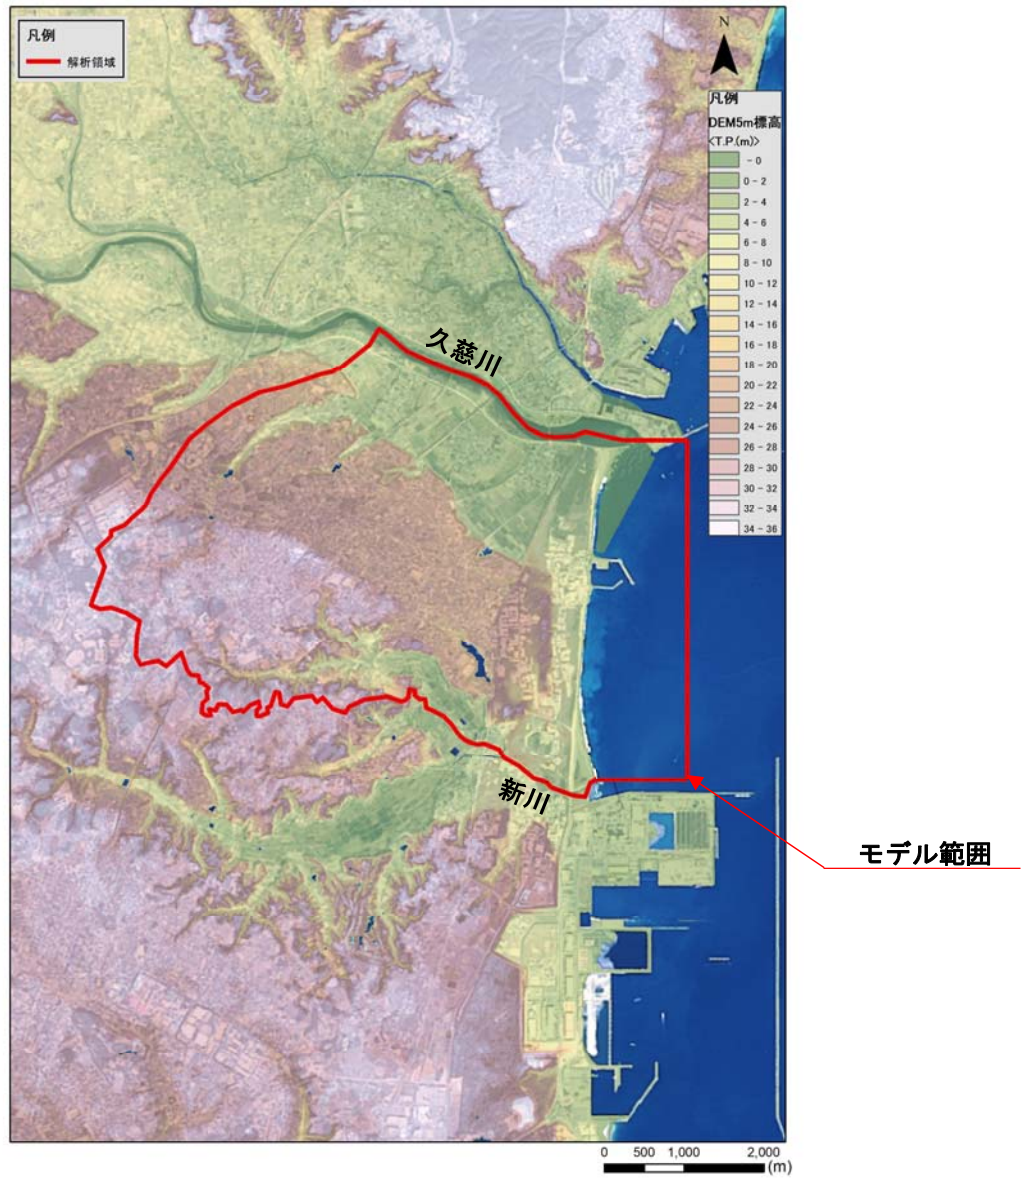 凡例
解析領域
N
凡例
DEM5m標高
<T.P.(m)>
- 0
0 - 2
2 - 4
4 - 6
6 - 8
8 - 10
10 - 12
12 - 14
14 - 16
16 - 18
18 - 20
20 - 22
22 - 24
24 - 26
26 - 28
28 - 30
30 - 32
32 - 34
34 - 36
久慈川
新川
モデル範囲
0 500 1,000 2,000
(m)